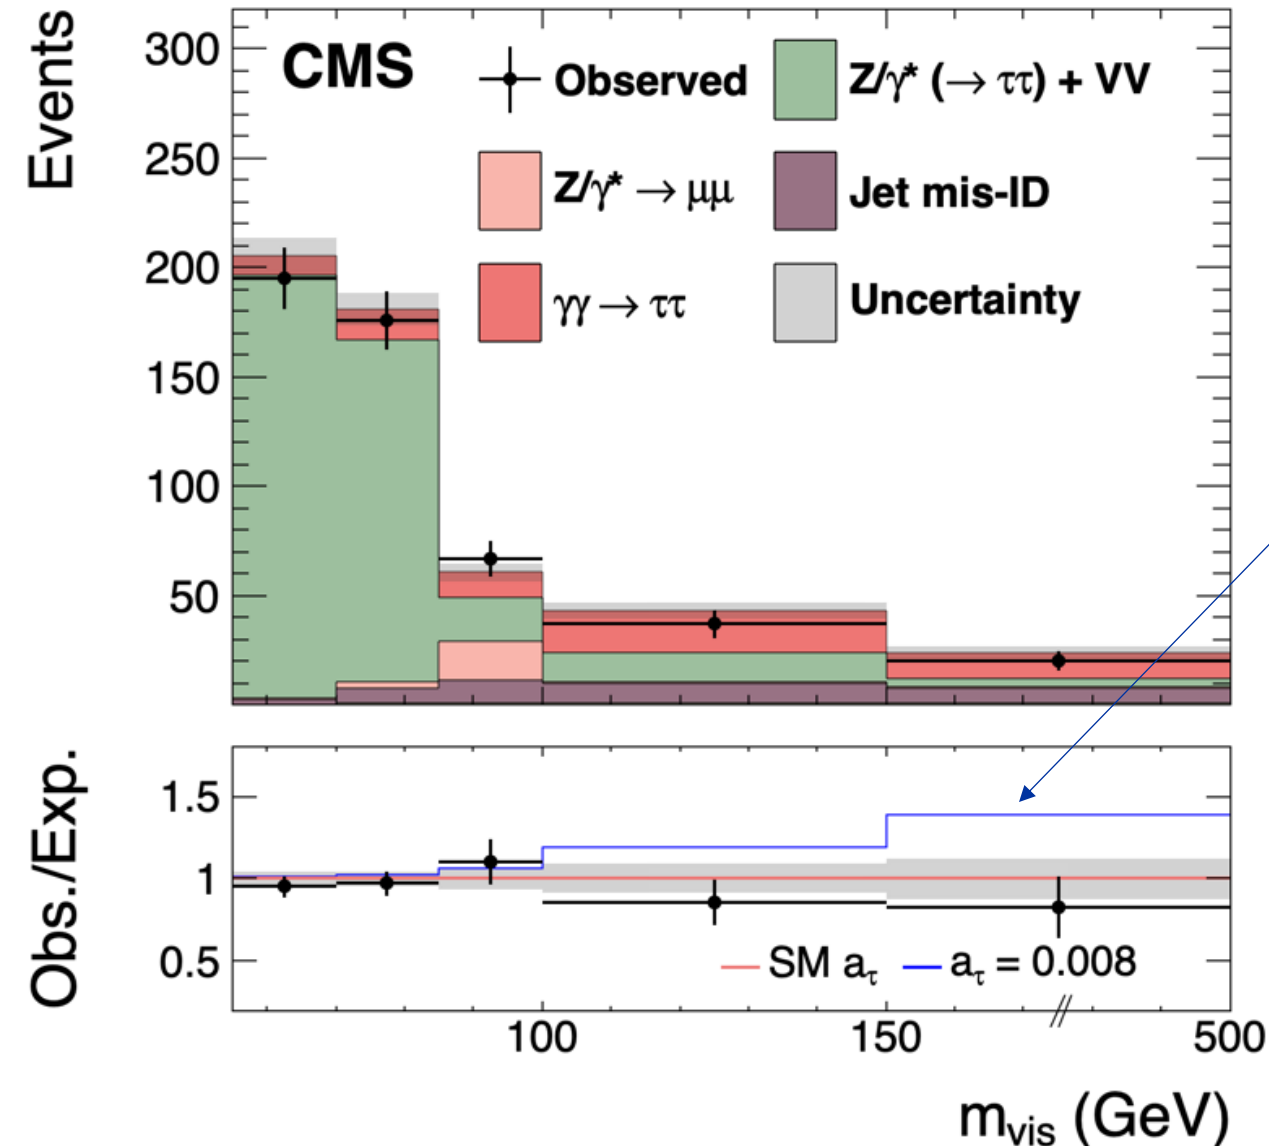 Events
300
250
200
150
100
50
CMS
Observed
Z/γ* (→ ττ) + VV
Z/γ* → μμ
Jet mis-ID
γγ → ττ
Uncertainty
Obs./Exp.
1.5
1
0.5
SM aτ
aτ = 0.008
100
150
500
mvis (GeV)